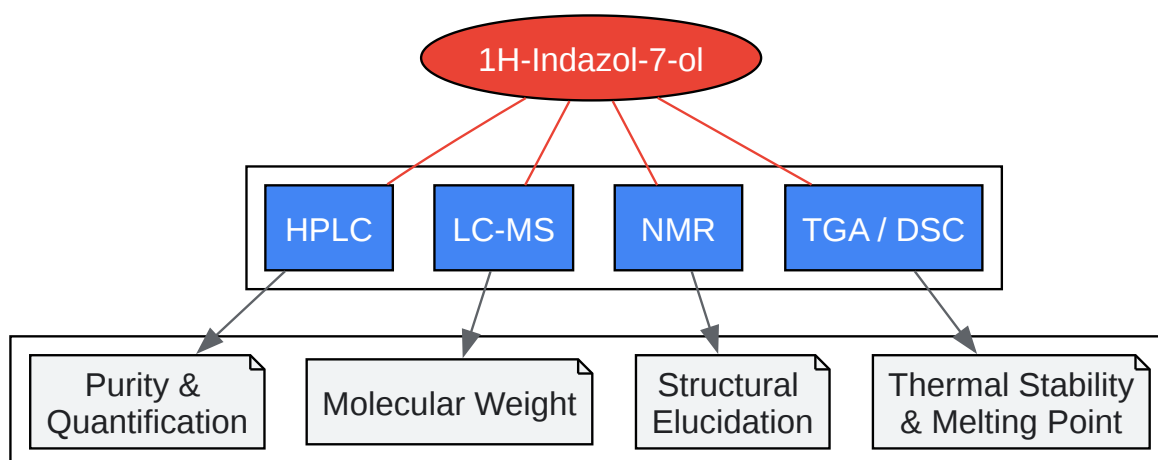 1H-Indazol-7-ol
HPLC
LC-MS
NMR
TGA / DSC
Purity &
Quantification
Molecular Weight
Structural
Elucidation
Thermal Stability
& Melting Point